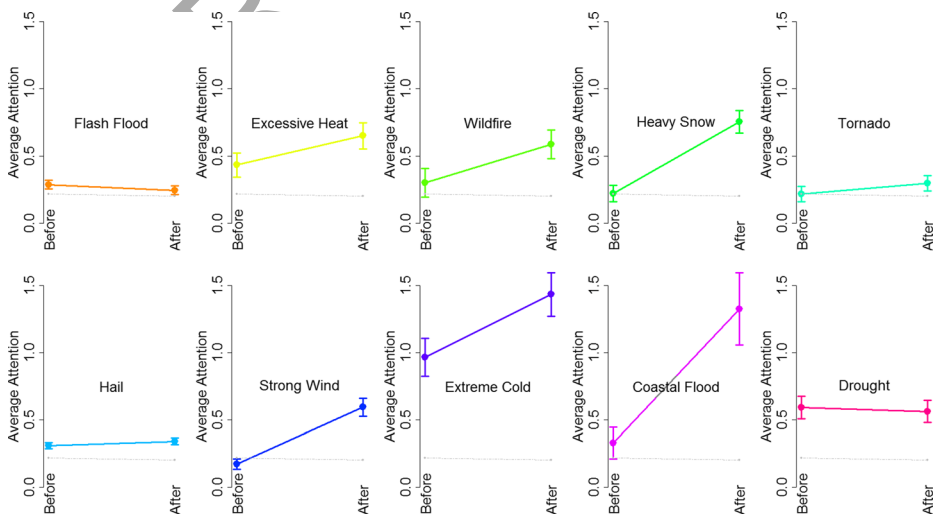 Average Attention
0.0 0.5 1.0 1.5
Flash Flood
Before After
Average Attention
0.0 0.5 1.0 1.5
Excessive Heat
Before After
Average Attention
0.0 0.5 1.0 1.5
Wildfire
Before After
Average Attention
0.0 0.5 1.0 1.5
Heavy Snow
Before After
Average Attention
0.0 0.5 1.0 1.5
Tornado
Before After
Average Attention
0.0 0.5 1.0 1.5
Hail
Before After
Average Attention
0.0 0.5 1.0 1.5
Strong Wind
Before After
Average Attention
0.0 0.5 1.0 1.5
Extreme Cold
Before After
Average Attention
0.0 0.5 1.0 1.5
Coastal Flood
Before After
Average Attention
0.0 0.5 1.0 1.5
Drought
Before After